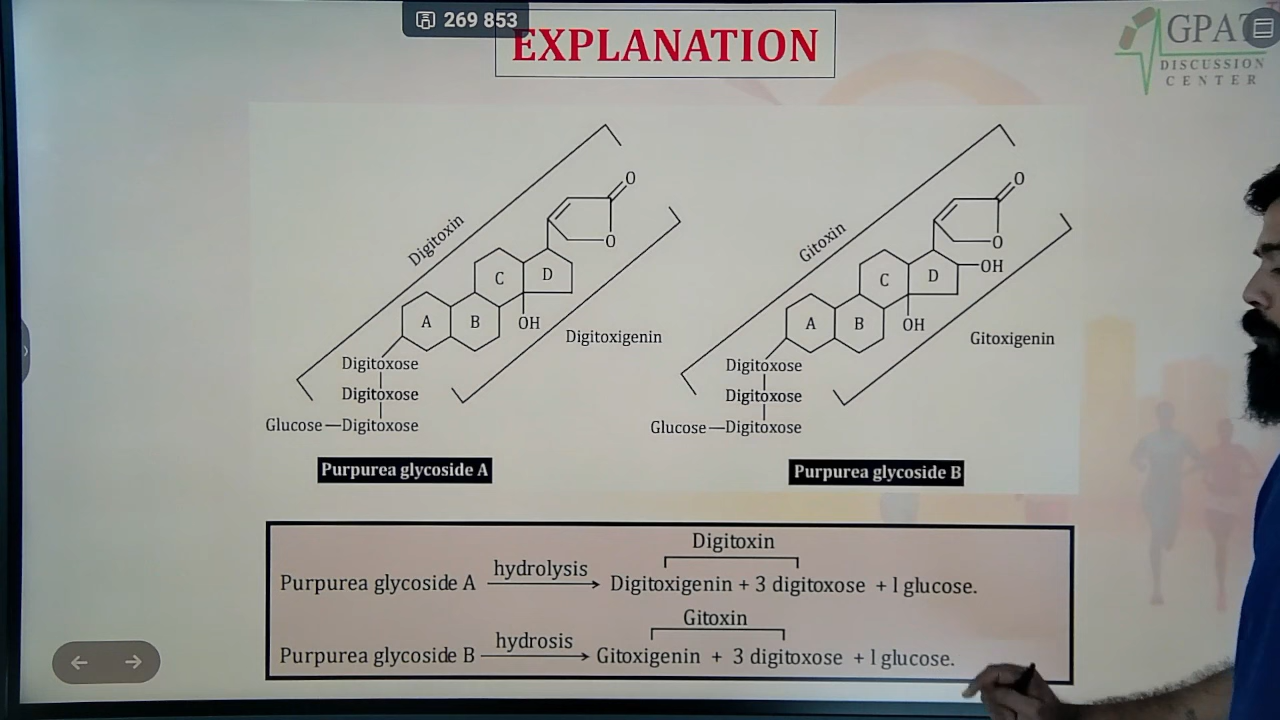 269 853
EXPLANATION
DISCUSSION
CENTER
O
O
Digitoxin
C
D
A
B
OH
Digitoxigenin
Digitoxose
Digitoxose
Glucose—Digitoxose
Purpurea glycoside A
O
O
Gitoxin
C
D
OH
A
B
OH
Gitoxigenin
Digitoxose
Digitoxose
Glucose—Digitoxose
Purpurea glycoside B
Digitoxin
Purpurea glycoside A hydrolysis Digitoxigenin + 3 digitoxose + 1 glucose.
Gitoxin
Purpurea glycoside B hydrosis Gitoxigenin + 3 digitoxose + 1 glucose.